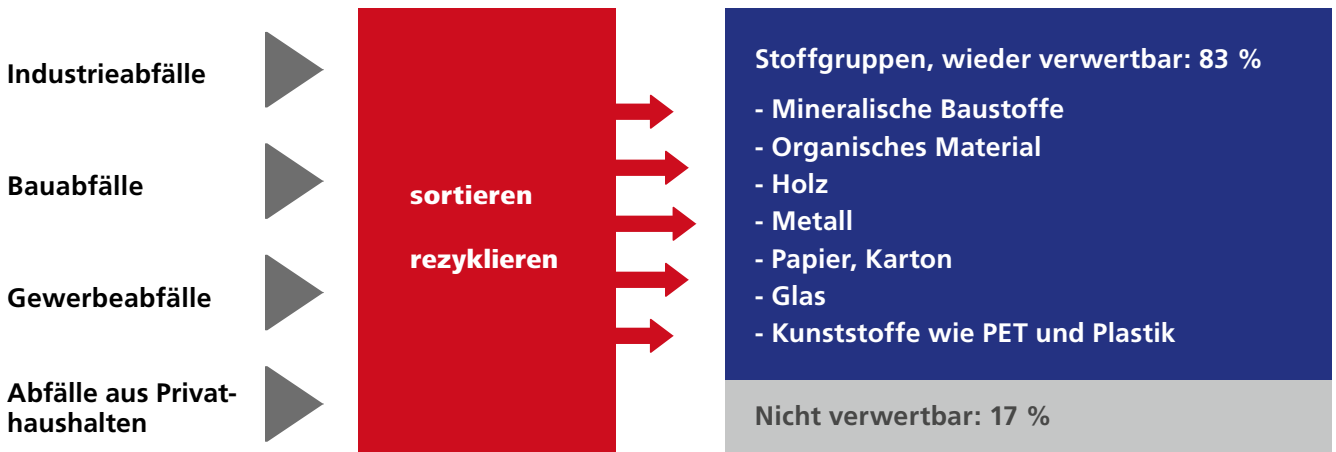 Industrieabfälle
Bauabfälle
Gewerbeabfälle
Abfälle aus Privat-
haushalten
sortieren
rezyklieren
Stoffgruppen, wieder verwertbar: 83 %
- Mineralische Baustoffe
- Organisches Material
- Holz
- Metall
- Papier, Karton
- Glas
- Kunststoffe wie PET und Plastik
Nicht verwertbar: 17 %